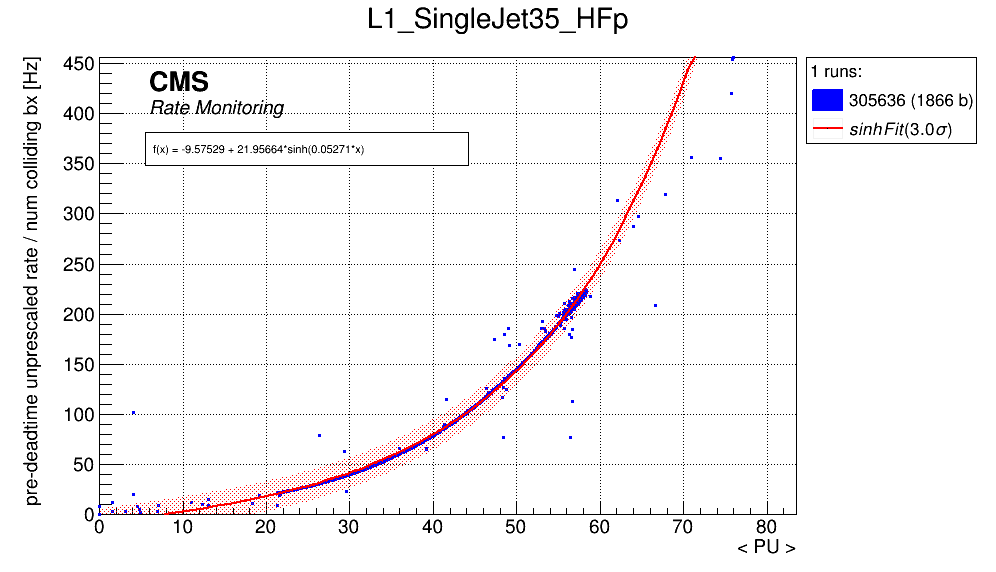 L1_SingleJet35_HFp
pre-deadtime unprescaled rate / num colliding bx [Hz]
450
400
350
300
250
200
150
100
50
0
CMS
Rate Monitoring
f(x) = -9.57529 + 21.95664*sinh(0.05271*x)
0 10 20 30 40 50 60 70 80
< PU >
1 runs:
305636 (1866 b)
sinhFit(3.0σ)